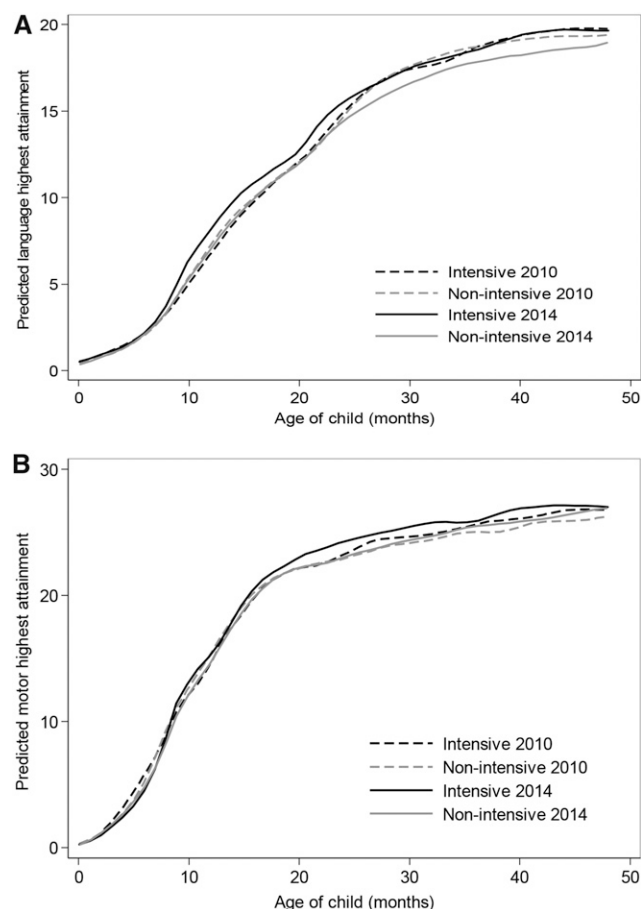 A
Predicted language highest attainment
20
15
10
5
0
Intensive 2010
Non-intensive 2010
Intensive 2014
Non-intensive 2014
0 10 20 30 40 50
Age of child (months)
B
Predicted motor highest attainment
30
20
10
0
Intensive 2010
Non-intensive 2010
Intensive 2014
Non-intensive 2014
0 10 20 30 40 50
Age of child (months)